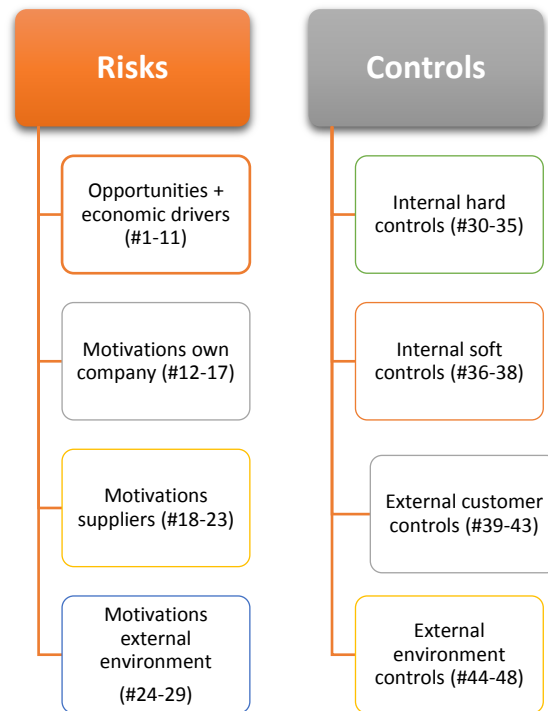 Risks
Opportunities +
economic drivers
(#1-11)
Motivations own
company (#12-17)
Motivations
suppliers (#18-23)
Motivations
external
environment
(#24-29)
Controls
Internal hard
controls (#30-35)
Internal soft
controls (#36-38)
External customer
controls (#39-43)
External
environment
controls (#44-48)